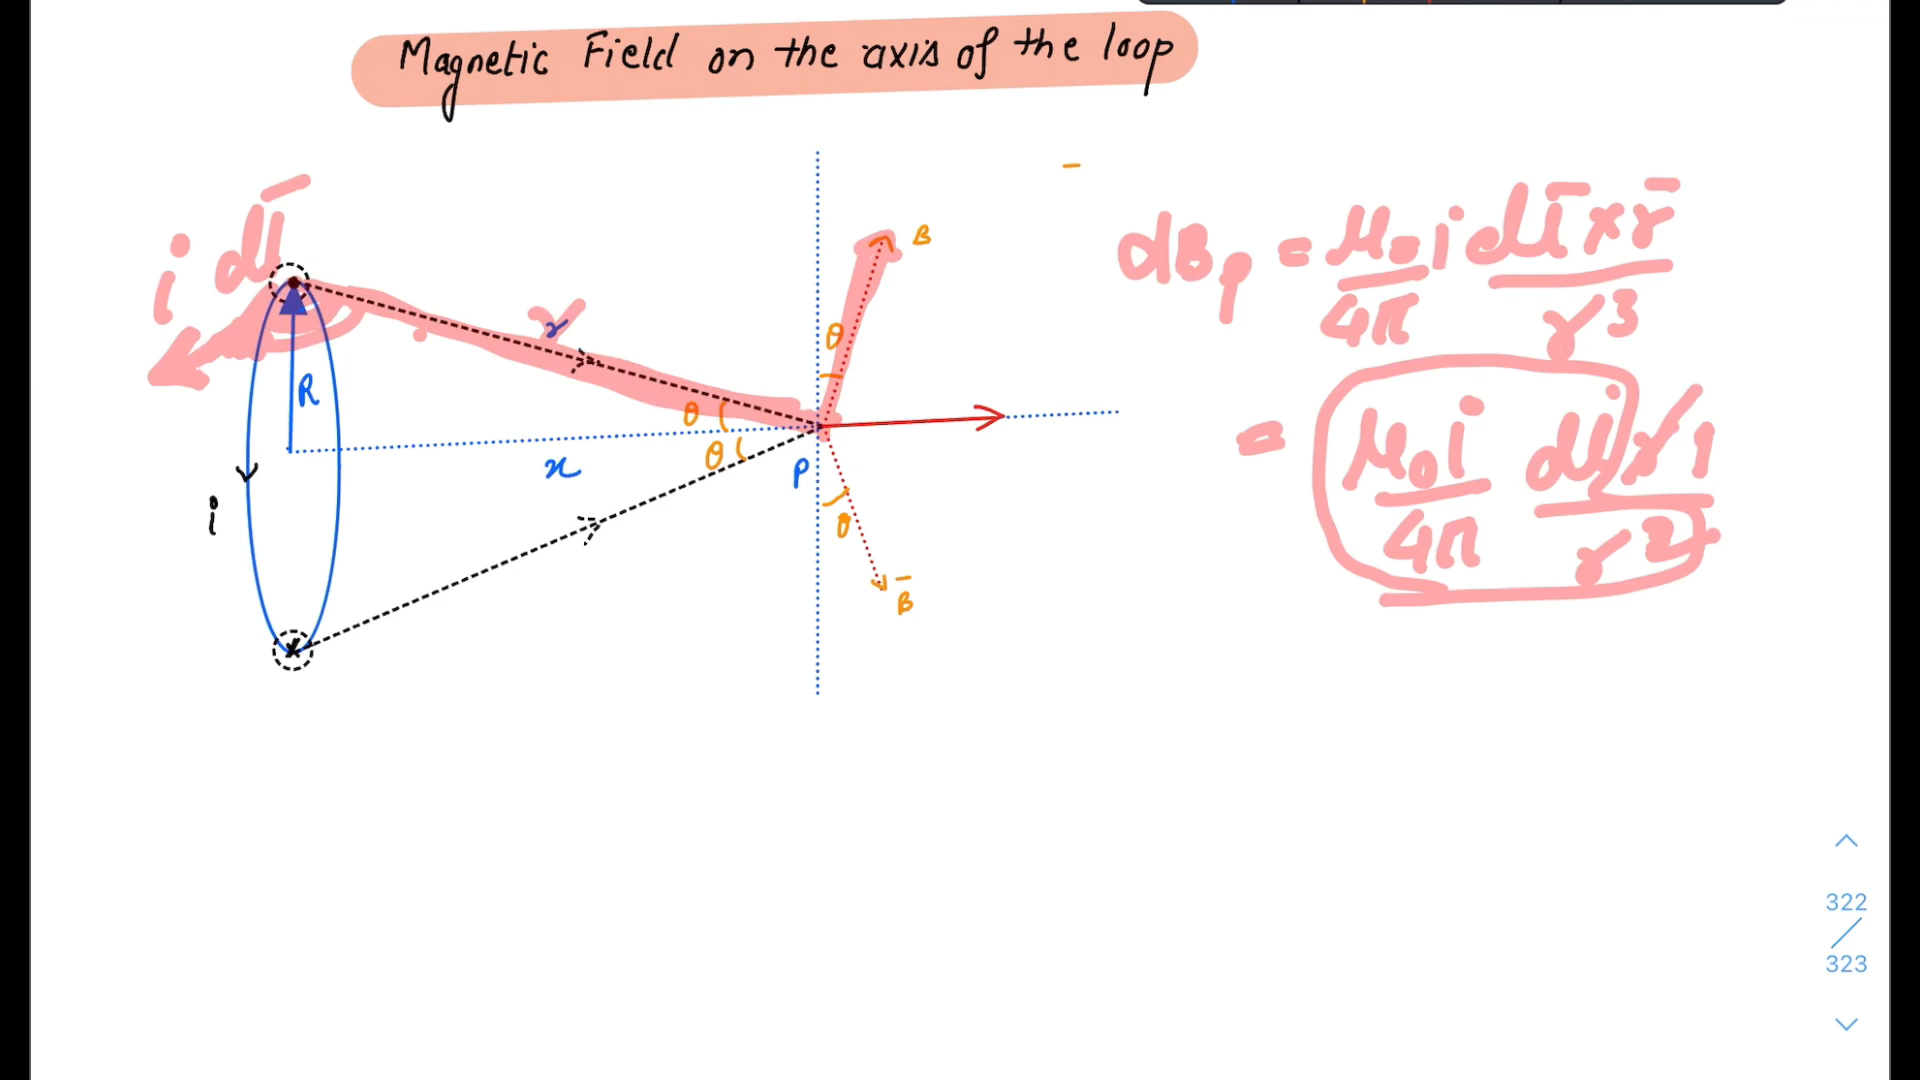 Magnetic Field on the axis of the loop
i dl̄
B
θ
r
R
θ
θ
x
P
i
θ
B̄
dB_P = μ₀/4π i dl̄ × r̄ / r³
= μ₀ i/4π dl r 1 / r²
322
/
323